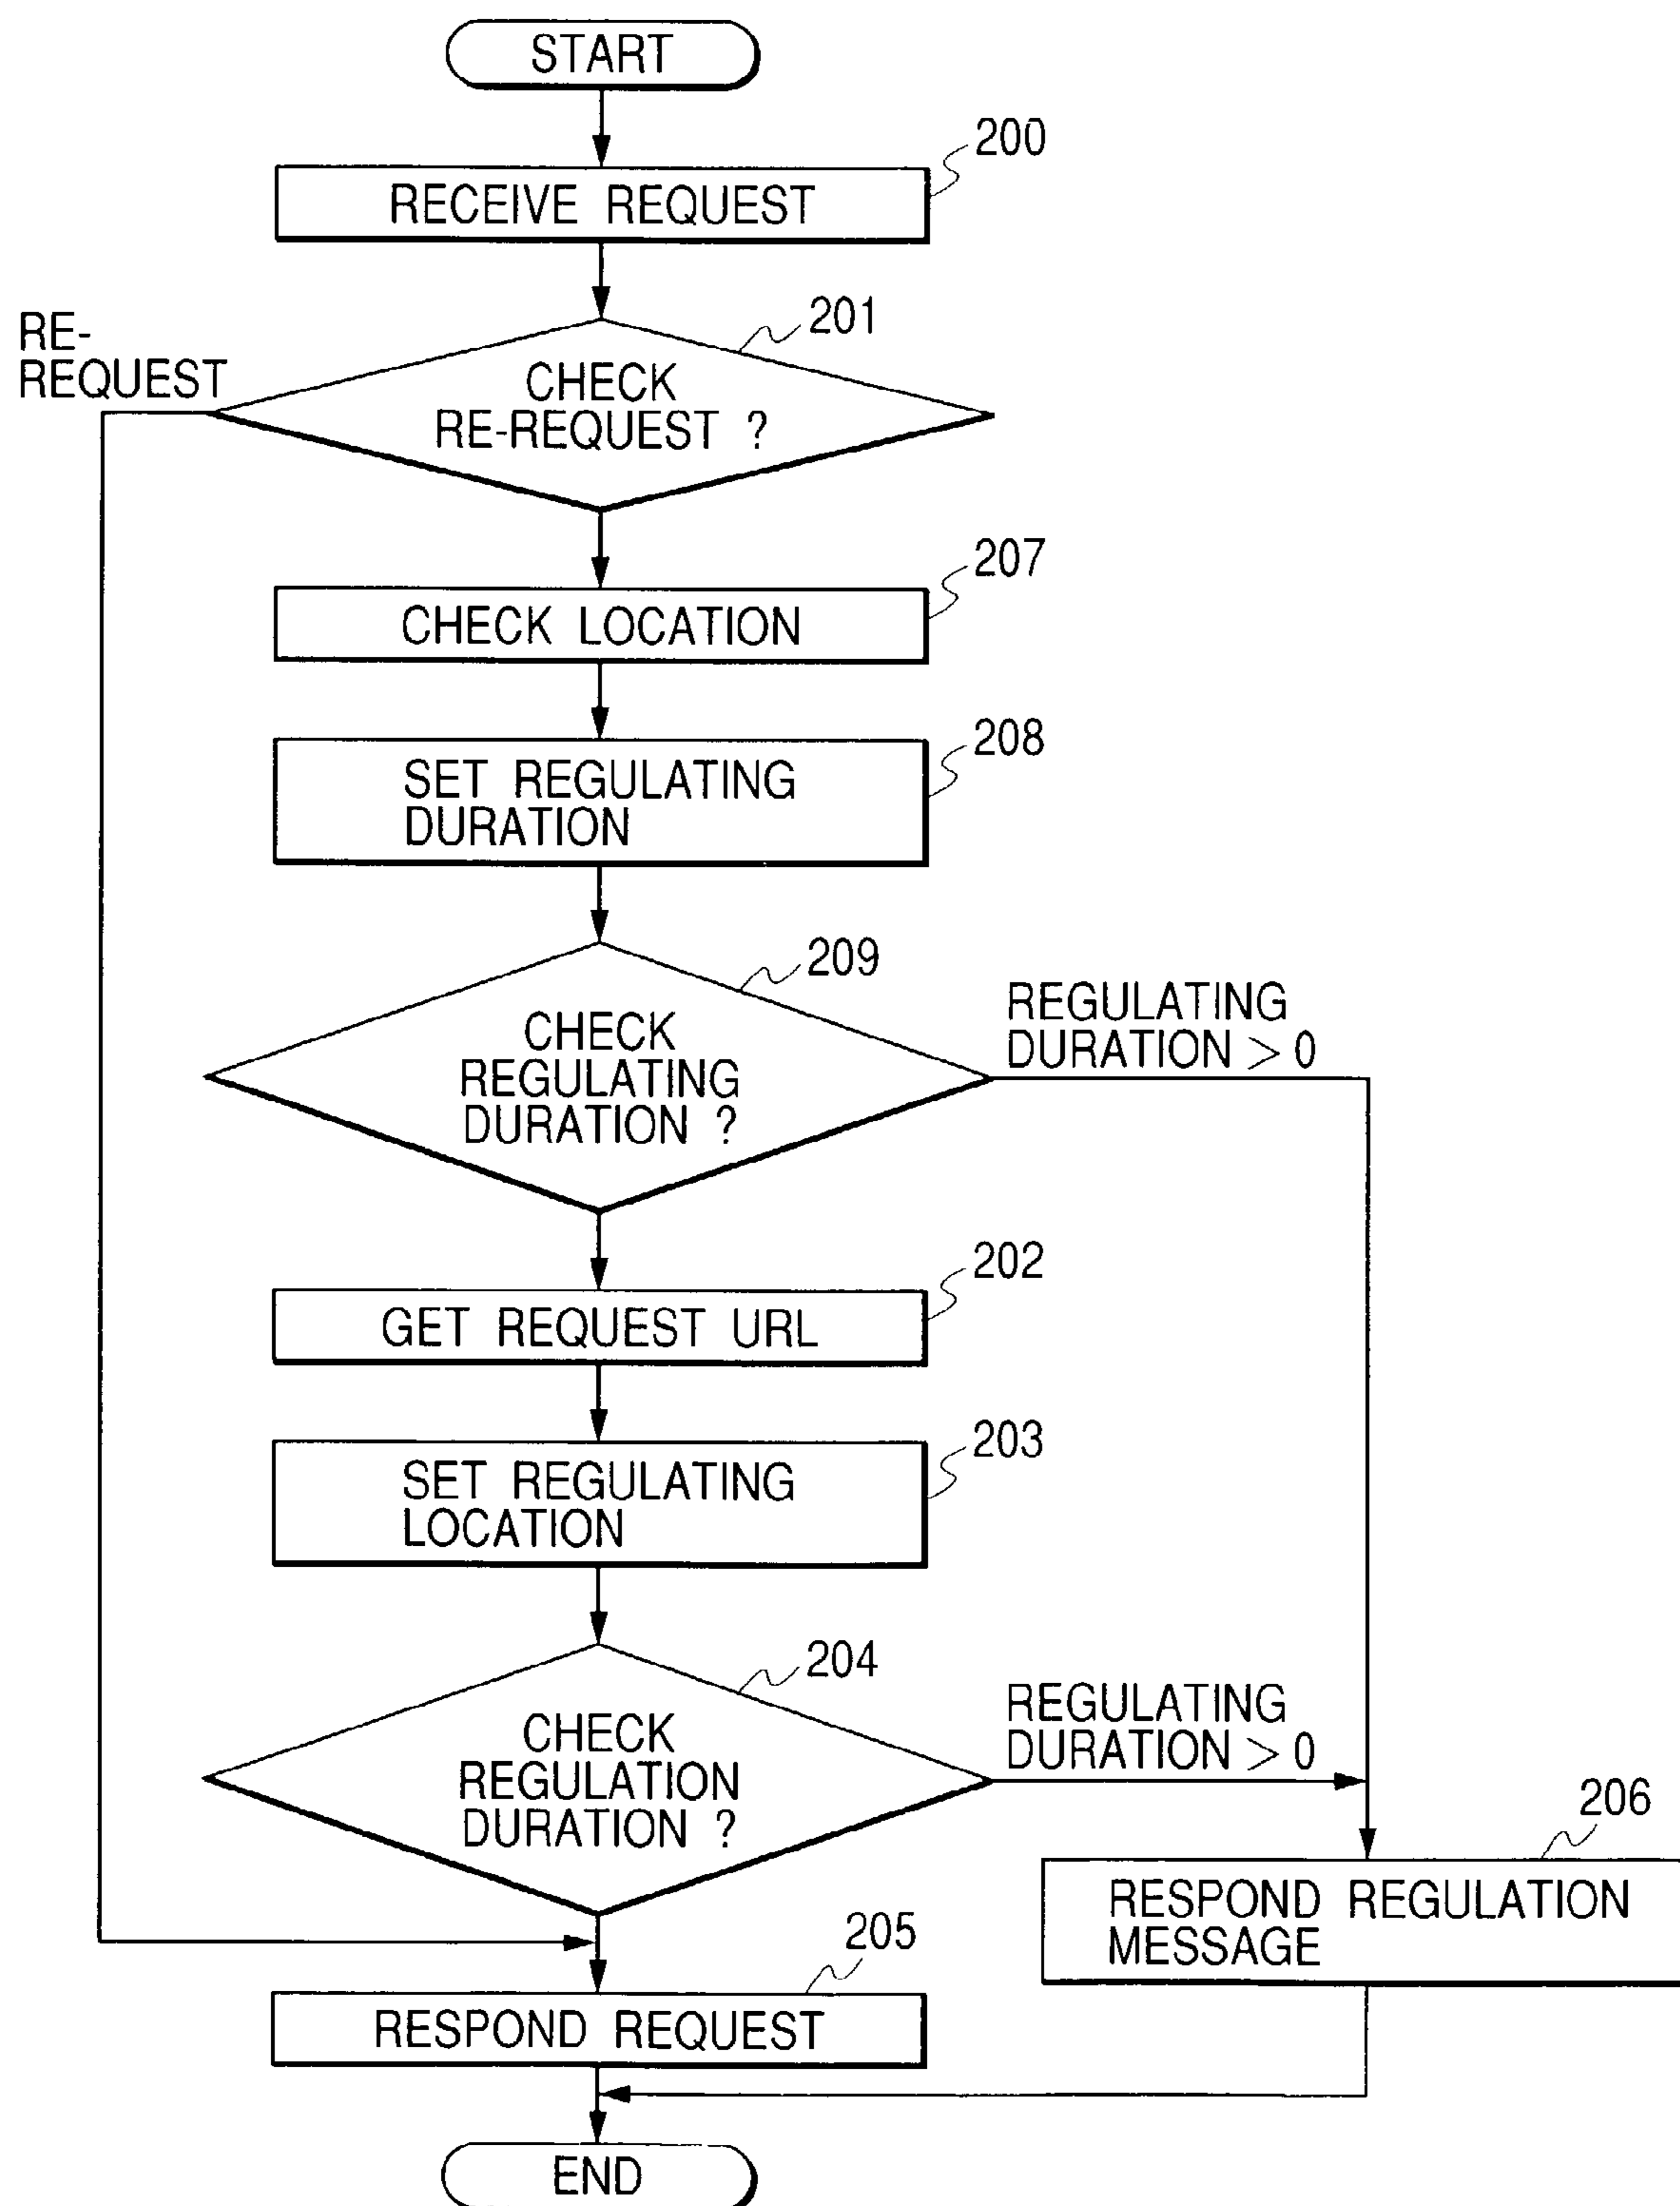 START
200
RECEIVE REQUEST
201
RE-
REQUEST
CHECK
RE-REQUEST ?
207
CHECK LOCATION
208
SET REGULATING
DURATION
209
CHECK
REGULATING
DURATION ?
REGULATING
DURATION > 0
202
GET REQUEST URL
203
SET REGULATING
LOCATION
204
CHECK
REGULATION
DURATION ?
REGULATING
DURATION > 0
206
RESPOND REGULATION
MESSAGE
205
RESPOND REQUEST
END